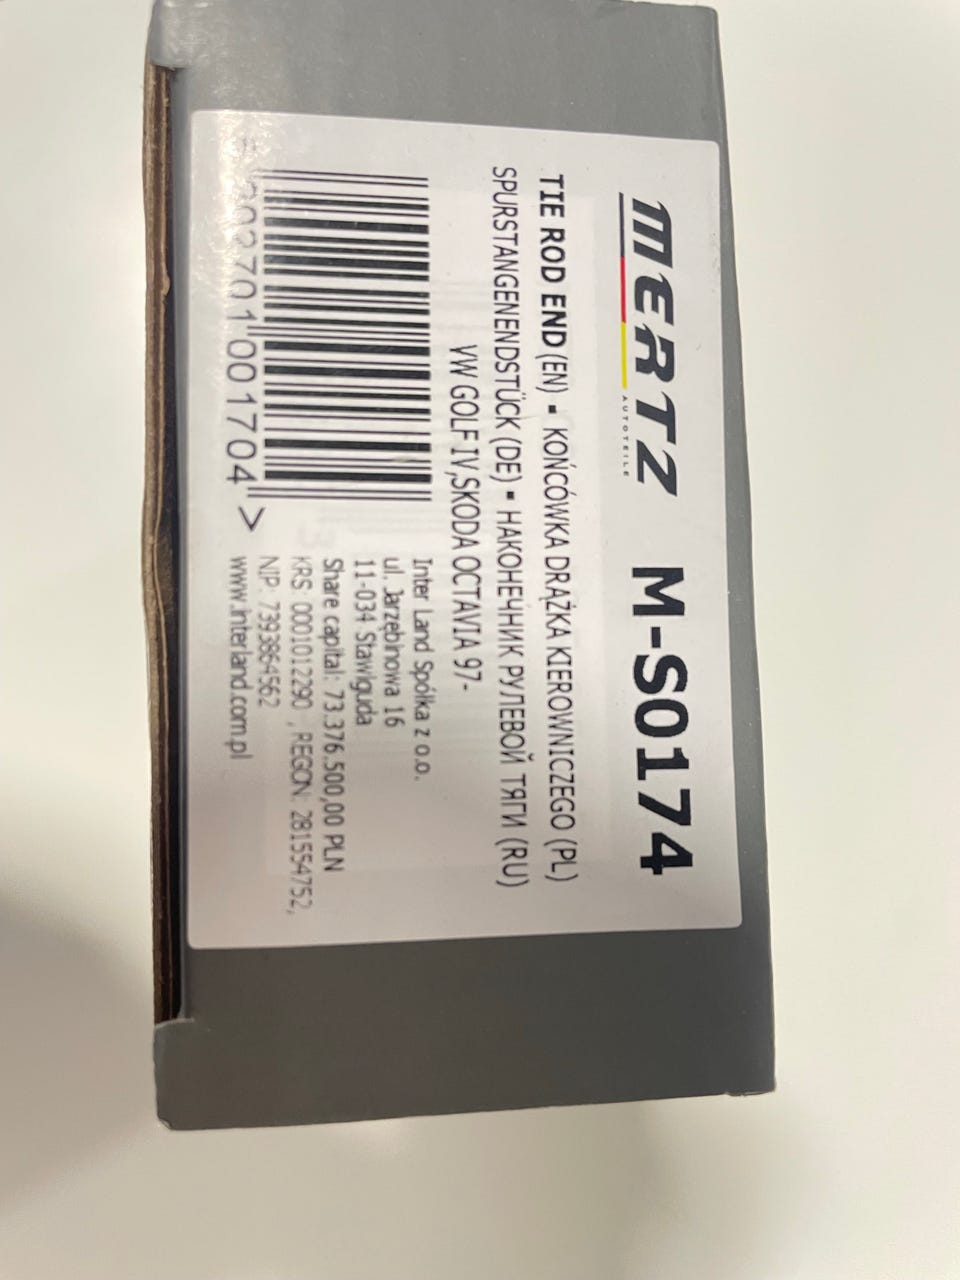 MERTZ M-S0174
AUTOTEILE
TIE ROD END (EN) ▪ KOŃCÓWKA DRĄŻKA KIEROWNICZEGO (PL)
SPURSTANGENENDSTÜCK (DE) ▪ НАКОНЕЧНИК РУЛЕВОЙ ТЯГИ (RU)
VW GOLF IV,SKODA OCTAVIA 97-
Inter Land Spółka z o.o.
ul. Jarzębinowa 16
11-034 Stawiguda
Share capital: 73.376.500,00 PLN
KRS: 0001012290 , REGON: 281554752,
NIP: 7393864562
www.interland.com.pl
001704 >